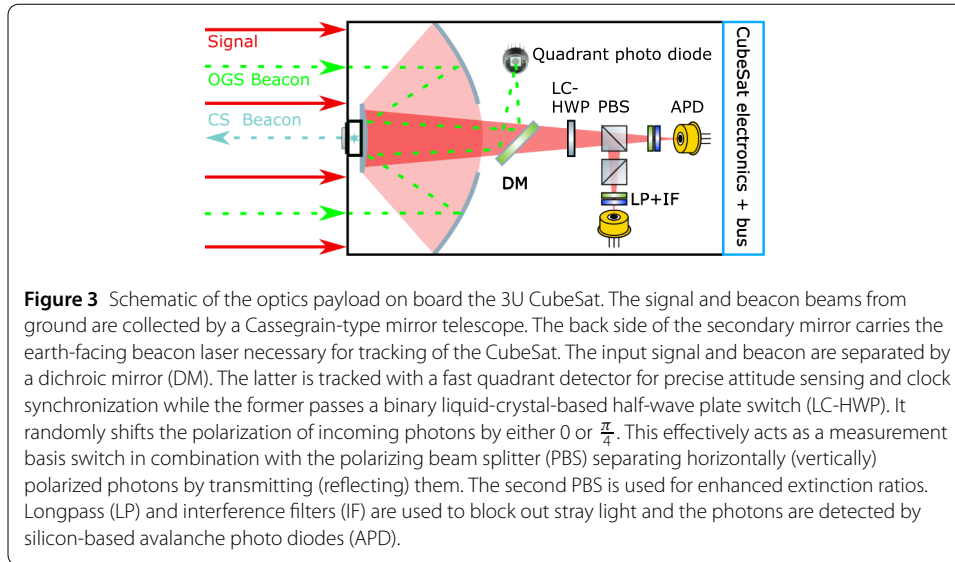 Signal
OGS Beacon
CS Beacon
Quadrant photo diode
LC-
HWP
PBS
APD
DM
LP+IF
CubeSat electronics + bus
Figure 3 Schematic of the optics payload on board the 3U CubeSat. The signal and beacon beams from
ground are collected by a Cassegrain-type mirror telescope. The back side of the secondary mirror carries the
earth-facing beacon laser necessary for tracking of the CubeSat. The input signal and beacon are separated by
a dichroic mirror (DM). The latter is tracked with a fast quadrant detector for precise attitude sensing and clock
synchronization while the former passes a binary liquid-crystal-based half-wave plate switch (LC-HWP). It
randomly shifts the polarization of incoming photons by either 0 or π/4. This effectively acts as a measurement
basis switch in combination with the polarizing beam splitter (PBS) separating horizontally (vertically)
polarized photons by transmitting (reflecting) them. The second PBS is used for enhanced extinction ratios.
Longpass (LP) and interference filters (IF) are used to block out stray light and the photons are detected by
silicon-based avalanche photo diodes (APD).